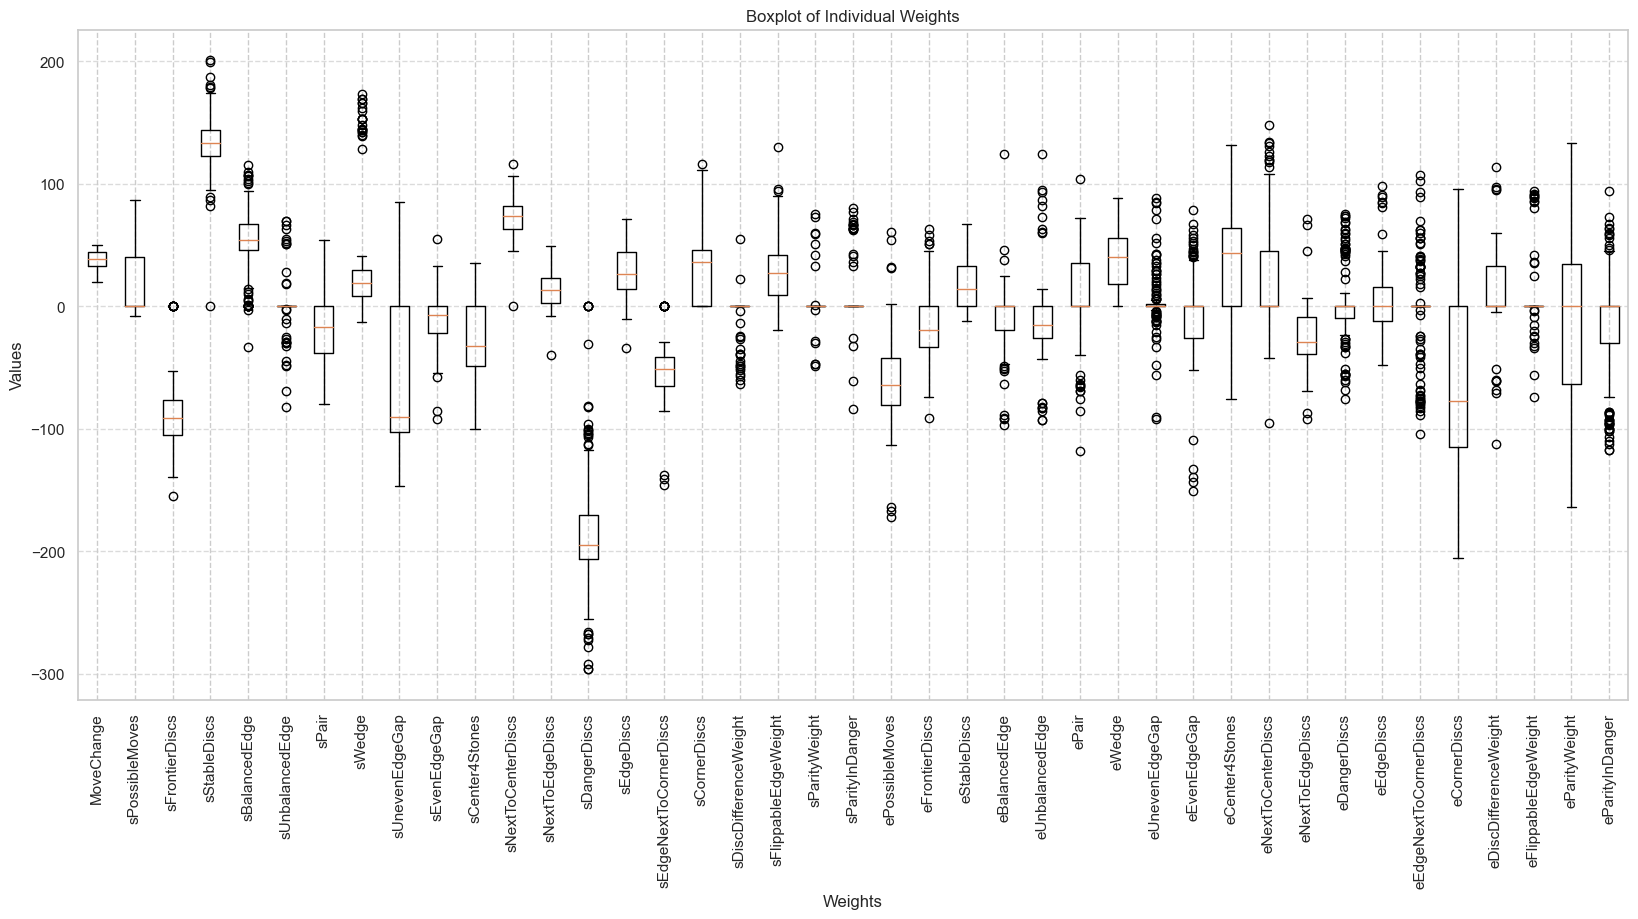 Boxplot of Individual Weights
Values
200
100
0
−100
−200
−300
MoveChange
sPossibleMoves
sFrontierDiscs
sStableDiscs
sBalancedEdge
sUnbalancedEdge
sPair
sWedge
sUnevenEdgeGap
sEvenEdgeGap
sCenter4Stones
sNextToCenterDiscs
sNextToEdgeDiscs
sDangerDiscs
sEdgeDiscs
sEdgeNextToCornerDiscs
sCornerDiscs
sDiscDifferenceWeight
sFlippableEdgeWeight
sParityWeight
sParityInDanger
ePossibleMoves
eFrontierDiscs
eStableDiscs
eBalancedEdge
eUnbalancedEdge
ePair
eWedge
eUnevenEdgeGap
eEvenEdgeGap
eCenter4Stones
eNextToCenterDiscs
eNextToEdgeDiscs
eDangerDiscs
eEdgeDiscs
eEdgeNextToCornerDiscs
eCornerDiscs
eDiscDifferenceWeight
eFlippableEdgeWeight
eParityWeight
eParityInDanger
Weights